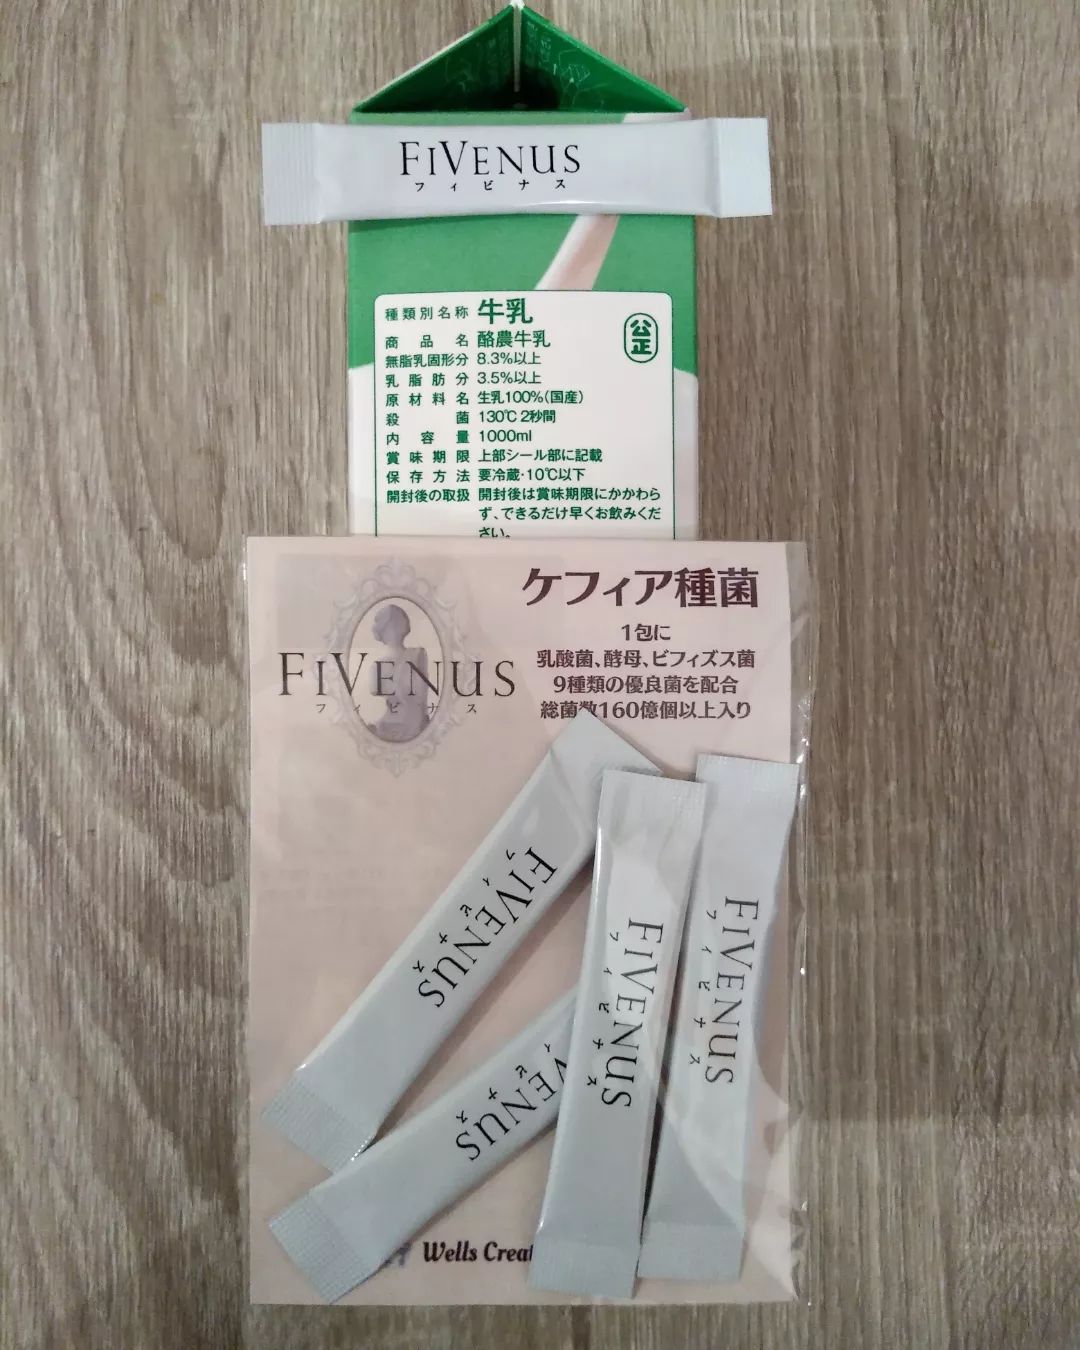 FIVENUS
フィビナス
種類別名称 牛乳
公正
商品名 酪農牛乳
無脂乳固形分 8.3%以上
乳脂肪分 3.5%以上
原材料名 生乳100%(国産)
殺菌 130℃ 2秒間
内容量 1000ml
賞味期限 上部シール部に記載
保存方法 要冷蔵・10℃以下
開封後の取扱 開封後は賞味期限にかかわら
ず、できるだけ早くお飲みくだ
さい。
ケフィア種菌
1包に
乳酸菌、酵母、ビフィズス菌
9種類の優良菌を配合
総菌数160億個以上入り
FIVENUS
フィビナス
FIVENUS
フィビナス
VENUS
ィビナス
FIVENUS
フィビナス
FIVENUS
フィビナス
Wells